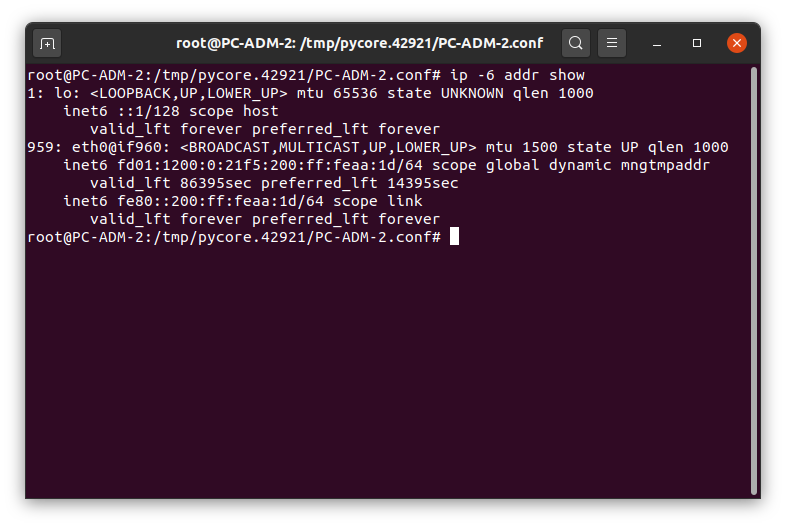 root@PC-ADM-2: /tmp/pycore.42921/PC-ADM-2.conf
root@PC-ADM-2:/tmp/pycore.42921/PC-ADM-2.conf# ip -6 addr show
1: lo: <LOOPBACK,UP,LOWER_UP> mtu 65536 state UNKNOWN qlen 1000
    inet6 ::1/128 scope host
       valid_lft forever preferred_lft forever
959: eth0@if960: <BROADCAST,MULTICAST,UP,LOWER_UP> mtu 1500 state UP qlen 1000
    inet6 fd01:1200:0:21f5:200:ff:feaa:1d/64 scope global dynamic mngtmpaddr
       valid_lft 86395sec preferred_lft 14395sec
    inet6 fe80::200:ff:feaa:1d/64 scope link
       valid_lft forever preferred_lft forever
root@PC-ADM-2:/tmp/pycore.42921/PC-ADM-2.conf#